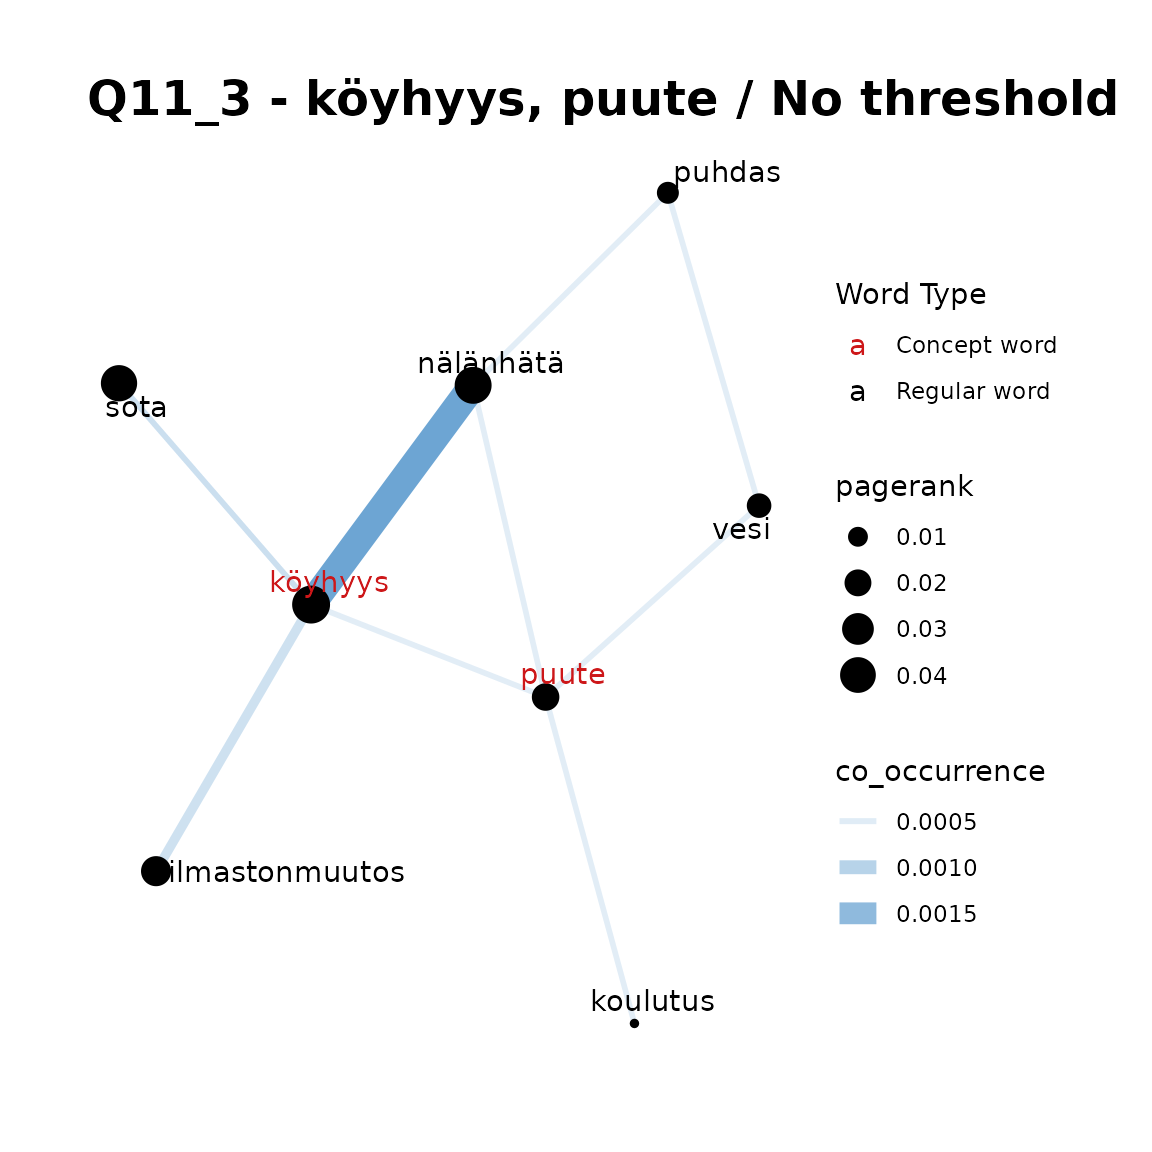 Q11_3 - köyhyys, puute / No threshold
puhdas
nälänhätä
sota
vesi
köyhyys
puute
ilmastonmuutos
koulutus
Word Type
a Concept word
a Regular word
pagerank
0.01
0.02
0.03
0.04
co_occurrence
0.0005
0.0010
0.0015